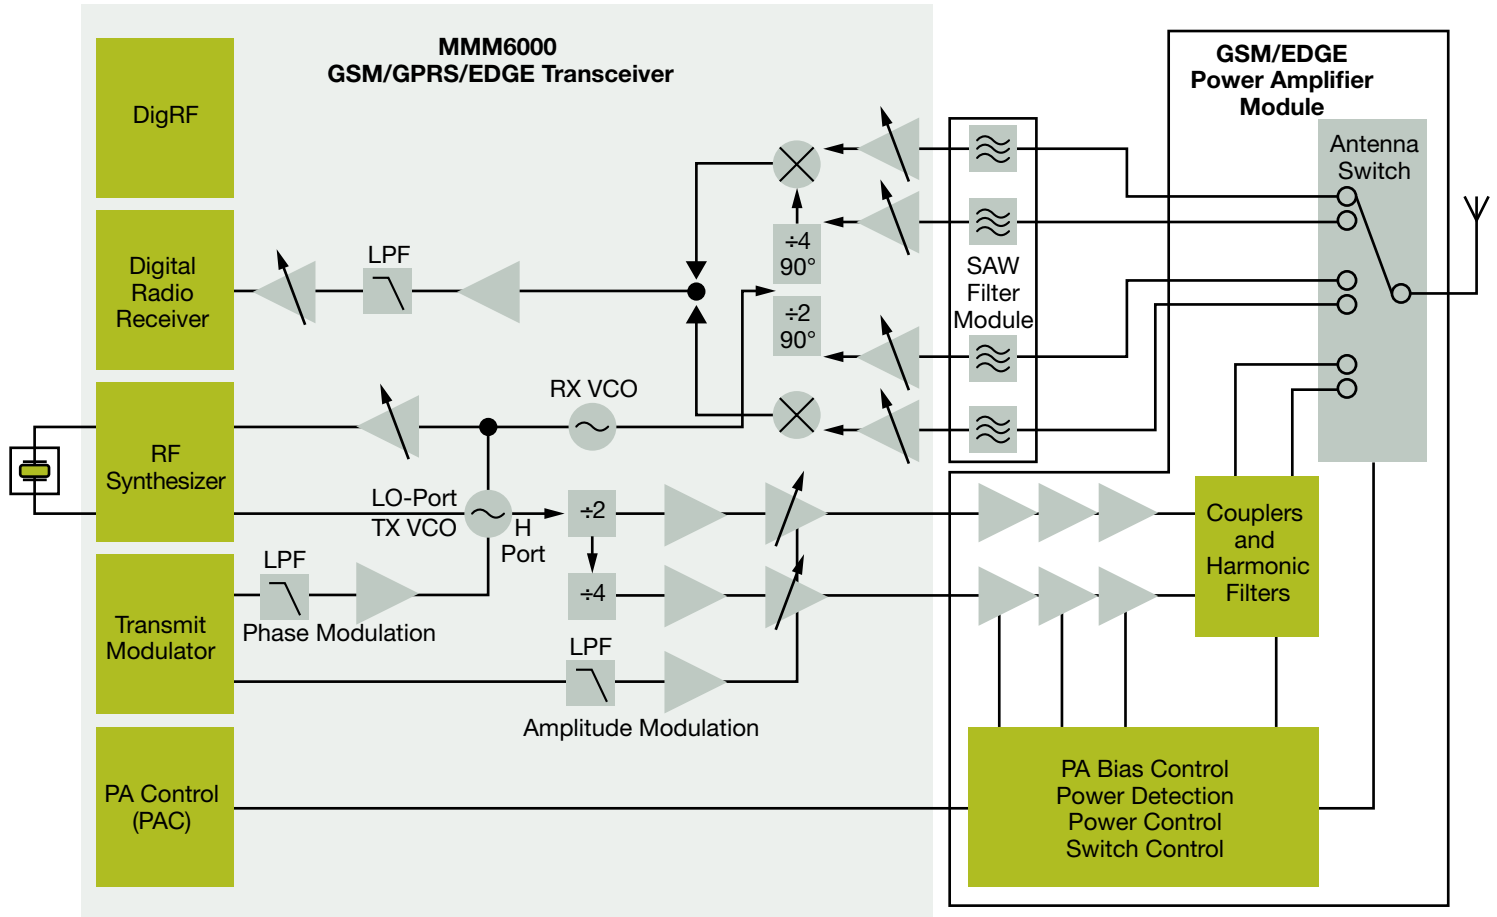 MMM6000
GSM/GPRS/EDGE Transceiver
GSM/EDGE
Power Amplifier
Module
DigRF
Antenna
Switch
÷4
90°
LPF
Digital
Radio
Receiver
SAW
Filter
Module
÷2
90°
RX VCO
RF
Synthesizer
LO-Port
TX VCO
H
Port
÷2
Couplers
and
Harmonic
Filters
LPF
÷4
Phase Modulation
Transmit
Modulator
LPF
Amplitude Modulation
PA Control
(PAC)
PA Bias Control
Power Detection
Power Control
Switch Control